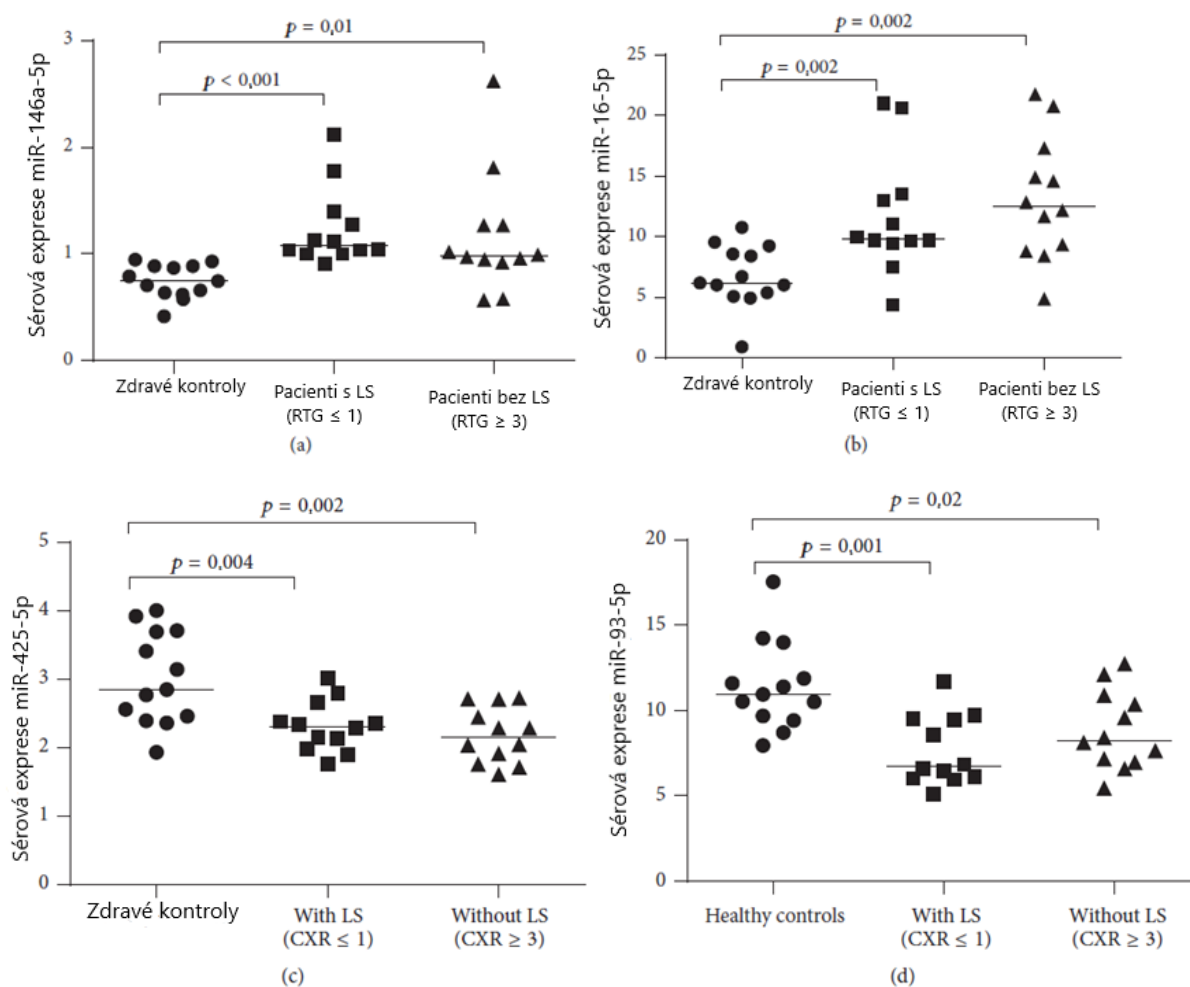 p = 0,01
p < 0,001
3
2
1
0
Sérová exprese miR-146a-5p
Zdravé kontroly
Pacienti s LS
(RTG ≤ 1)
Pacienti bez LS
(RTG ≥ 3)
(a)
p = 0,002
p = 0,002
25
20
15
10
5
0
Sérová exprese miR-16-5p
Zdravé kontroly
Pacienti s LS
(RTG ≤ 1)
Pacienti bez LS
(RTG ≥ 3)
(b)
p = 0,002
p = 0,004
5
4
3
2
1
0
Sérová exprese miR-425-5p
Zdravé kontroly
With LS
(CXR ≤ 1)
Without LS
(CXR ≥ 3)
(c)
p = 0,02
p = 0,001
20
15
10
5
0
Sérová exprese miR-93-5p
Healthy controls
With LS
(CXR ≤ 1)
Without LS
(CXR ≥ 3)
(d)